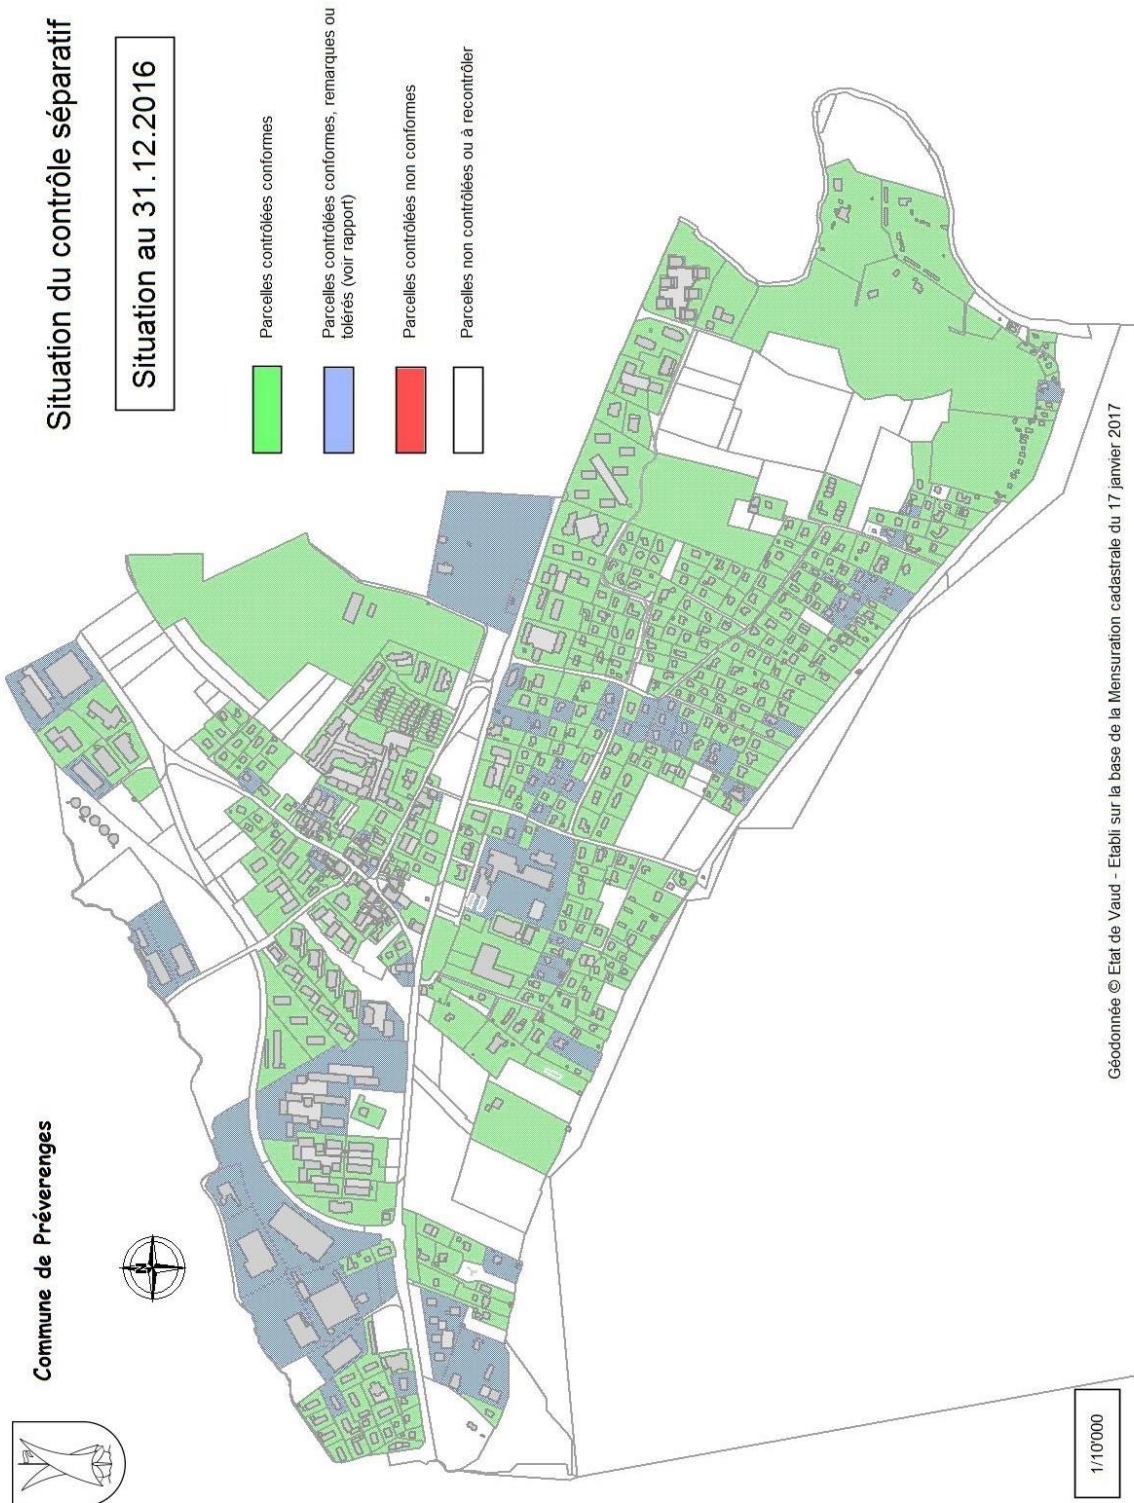 Commune de Préverenges
Situation du contrôle séparatif
Situation au 31.12.2016
Parcelles contrôlées conformes
Parcelles contrôlées conformes, remarques ou
tolérés (voir rapport)
Parcelles contrôlées non conformes
Parcelles non contrôlées ou à recontrôler
N
1/10'000
Géodonnée © Etat de Vaud - Etabli sur la base de la Mensuration cadastrale du 17 janvier 2017